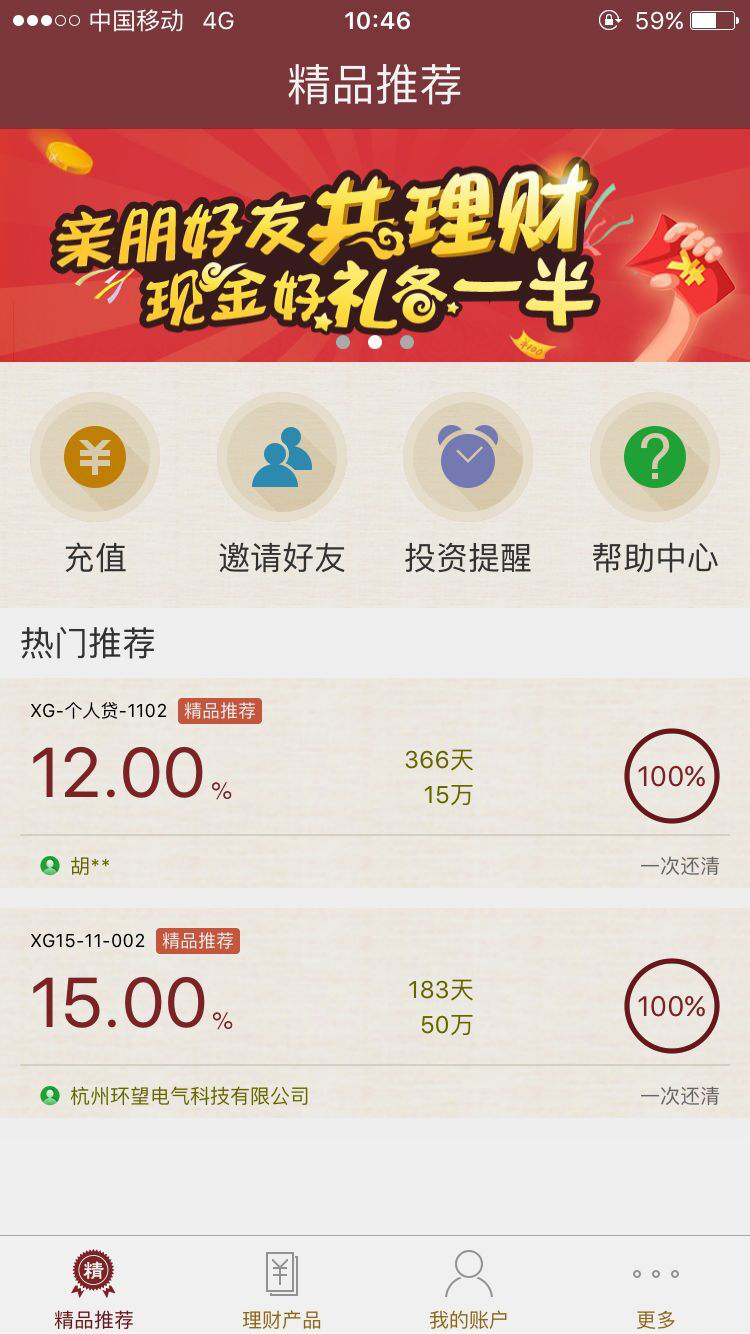 中国移动 4G 10:46 59%
精品推荐
亲朋好友共理财
现金好礼各一半
¥100
充值 邀请好友 投资提醒 帮助中心
热门推荐
XG-个人贷-1102 精品推荐
12.00% 366天 100%
15万
胡** 一次还清
XG15-11-002 精品推荐
15.00% 183天 100%
50万
杭州环望电气科技有限公司 一次还清
精
精品推荐 理财产品 我的账户 更多